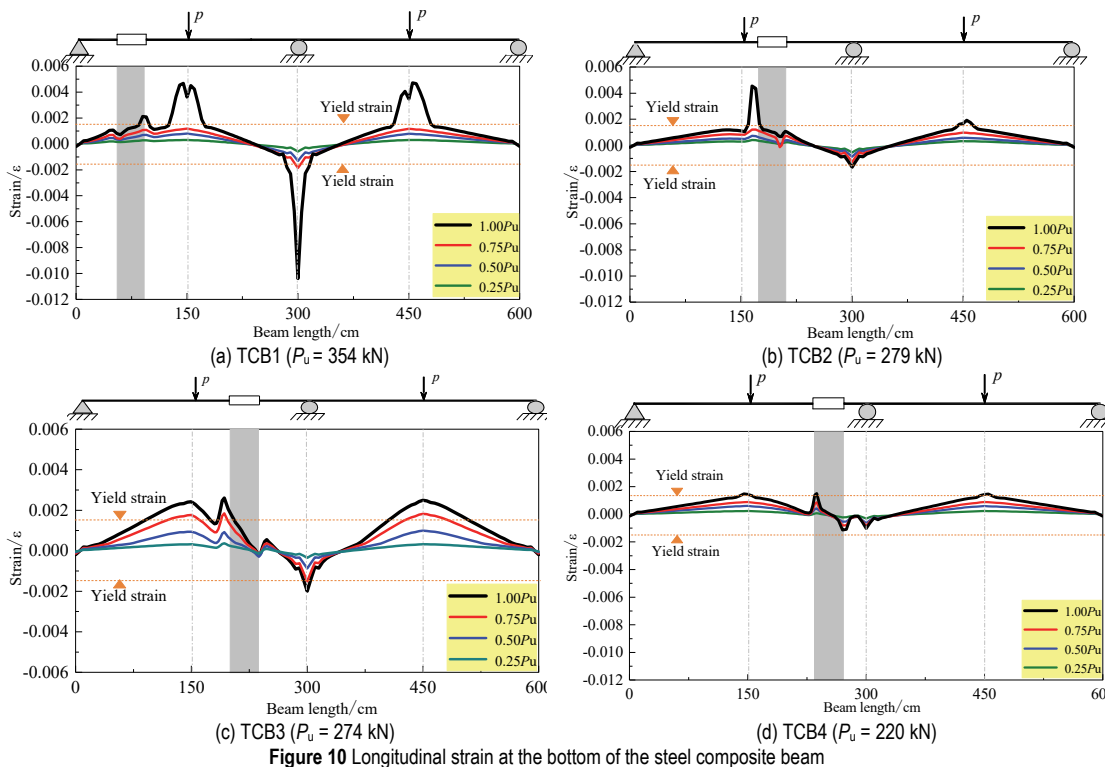 p
p
0.006
0.004
0.002
0.000
-0.002
-0.004
-0.006
-0.008
-0.010
-0.012
Strain/ε
Yield strain
Yield strain
1.00Pu
0.75Pu
0.50Pu
0.25Pu
0
150
300
450
600
Beam length/cm
(a) TCB1 (Pu = 354 kN)
p
p
0.006
0.004
0.002
0.000
-0.002
-0.004
-0.006
-0.008
-0.010
-0.012
Strain/ε
Yield strain
Yield strain
1.00Pu
0.75Pu
0.50Pu
0.25Pu
0
150
300
450
600
Beam length/cm
(b) TCB2 (Pu = 279 kN)
p
p
0.006
0.004
0.002
0.000
-0.002
-0.004
-0.006
Strain/ε
Yield strain
Yield strain
1.00Pu
0.75Pu
0.50Pu
0.25Pu
0
150
300
450
600
Beam length/cm
(c) TCB3 (Pu = 274 kN)
p
p
0.006
0.004
0.002
0.000
-0.002
-0.004
-0.006
-0.008
-0.010
-0.012
Strain/ε
Yield strain
Yield strain
1.00Pu
0.75Pu
0.50Pu
0.25Pu
0
150
300
450
600
Beam length/cm
(d) TCB4 (Pu = 220 kN)
Figure 10 Longitudinal strain at the bottom of the steel composite beam